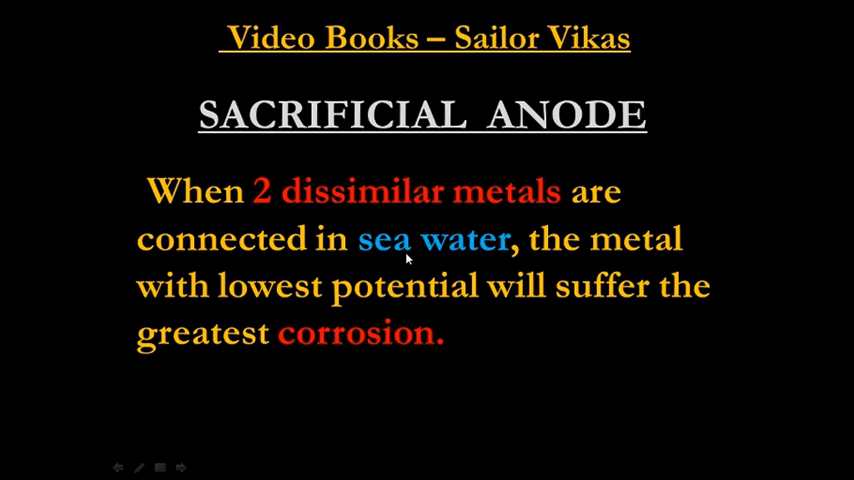 Video Books – Sailor Vikas
SACRIFICIAL ANODE
When 2 dissimilar metals are
connected in sea water, the metal
with lowest potential will suffer the
greatest corrosion.